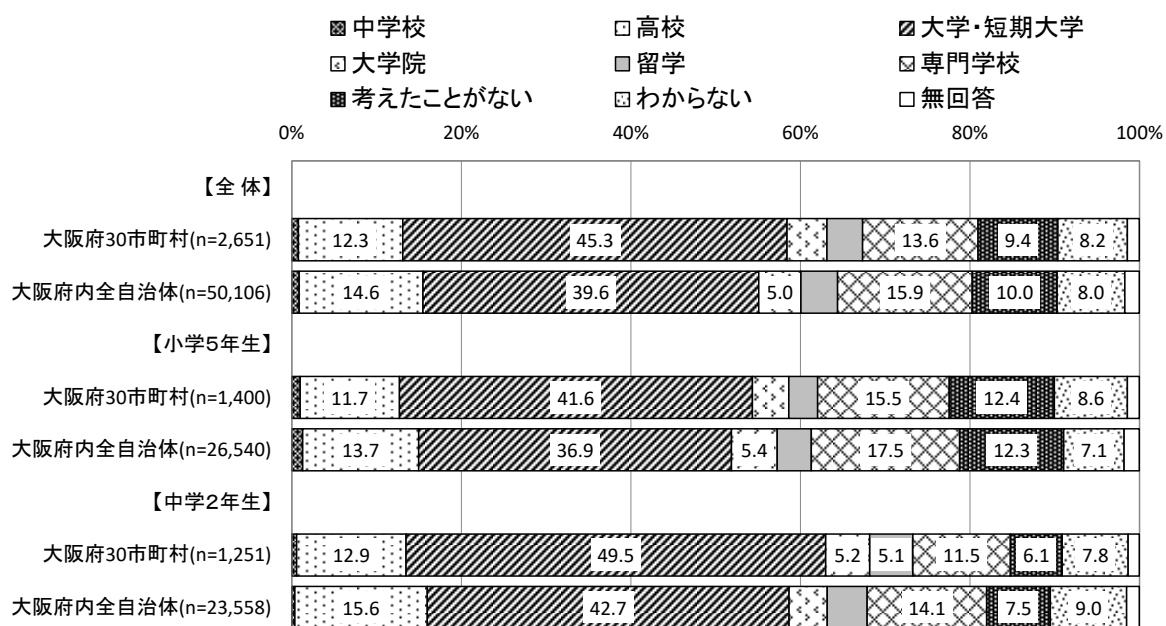 中学校 高校 大学・短期大学
大学院 留学 専門学校
考えたことがない わからない 無回答
0% 20% 40% 60% 80% 100%
【全 体】
大阪府30市町村(n=2,651) 12.3 45.3 13.6 9.4 8.2
大阪府内全自治体(n=50,106) 14.6 39.6 5.0 15.9 10.0 8.0
【小学5年生】
大阪府30市町村(n=1,400) 11.7 41.6 15.5 12.4 8.6
大阪府内全自治体(n=26,540) 13.7 36.9 5.4 17.5 12.3 7.1
【中学2年生】
大阪府30市町村(n=1,251) 12.9 49.5 5.2 5.1 11.5 6.1 7.8
大阪府内全自治体(n=23,558) 15.6 42.7 14.1 7.5 9.0